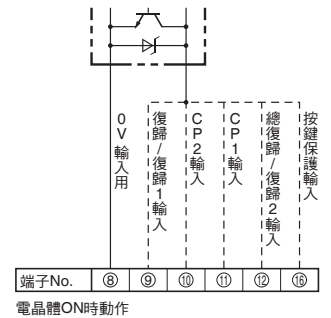 0V輸入用
復歸/復歸1輸入
CP2輸入
CP1輸入
總復歸/復歸2輸入
按鍵保護輸入
端子No. ⑧ ⑨ ⑩ ⑪ ⑫ ⑯
電晶體ON時動作